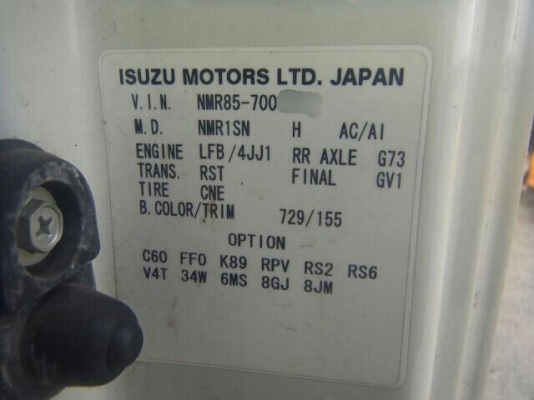 ISUZU MOTORS LTD. JAPAN
V.I.N. NMR85-700
M.D. NMR1SN H AC/AI
ENGINE LFB/4JJ1 RR AXLE G73
TRANS. RST FINAL GV1
TIRE CNE
B.COLOR/TRIM 729/155
OPTION
C60 FF0 K89 RPV RS2 RS6
V4T 34W 6MS 8GJ 8JM